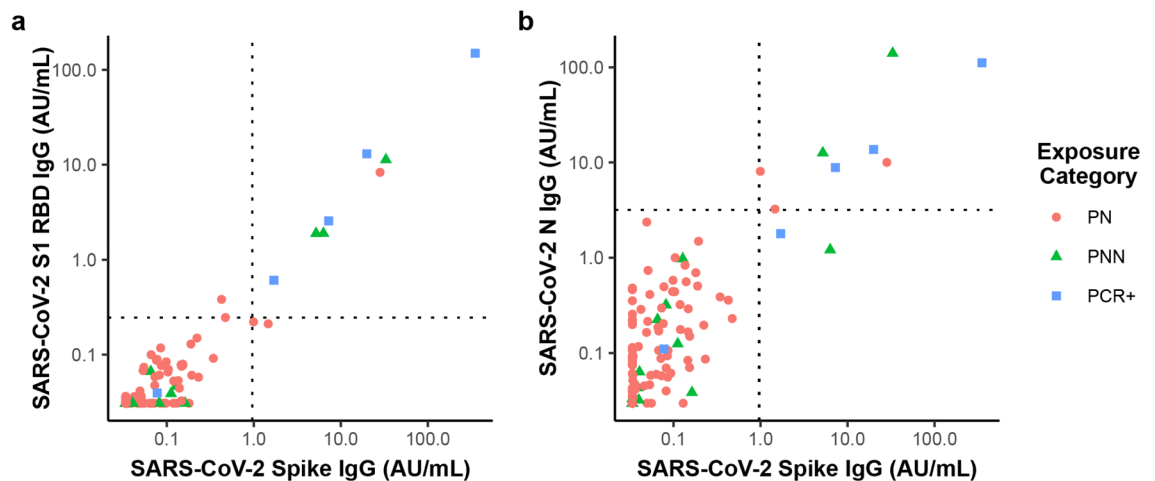 a
SARS-CoV-2 S1 RBD IgG (AU/mL)
100.0
10.0
1.0
0.1
0.1
1.0
10.0
100.0
SARS-CoV-2 Spike IgG (AU/mL)
b
SARS-CoV-2 N IgG (AU/mL)
100.0
10.0
1.0
0.1
0.1
1.0
10.0
100.0
SARS-CoV-2 Spike IgG (AU/mL)
Exposure
Category
PN
PNN
PCR+